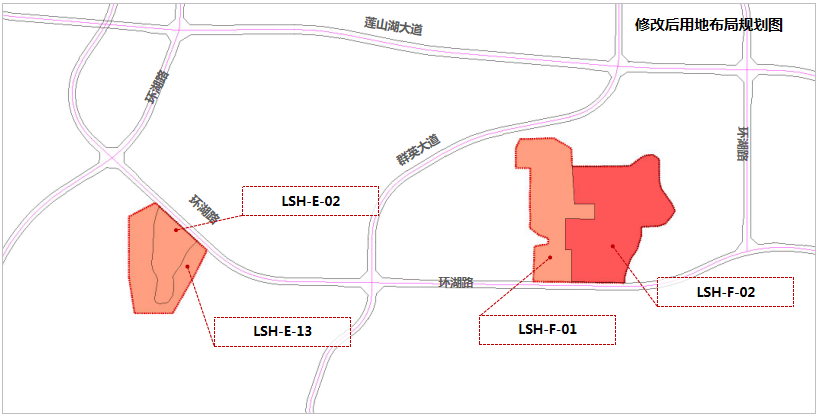 修改后用地布局规划图
莲山湖大道
环湖路
群英大道
环湖路
环湖路
LSH-E-02
环湖路
LSH-F-02
LSH-E-13
LSH-F-01